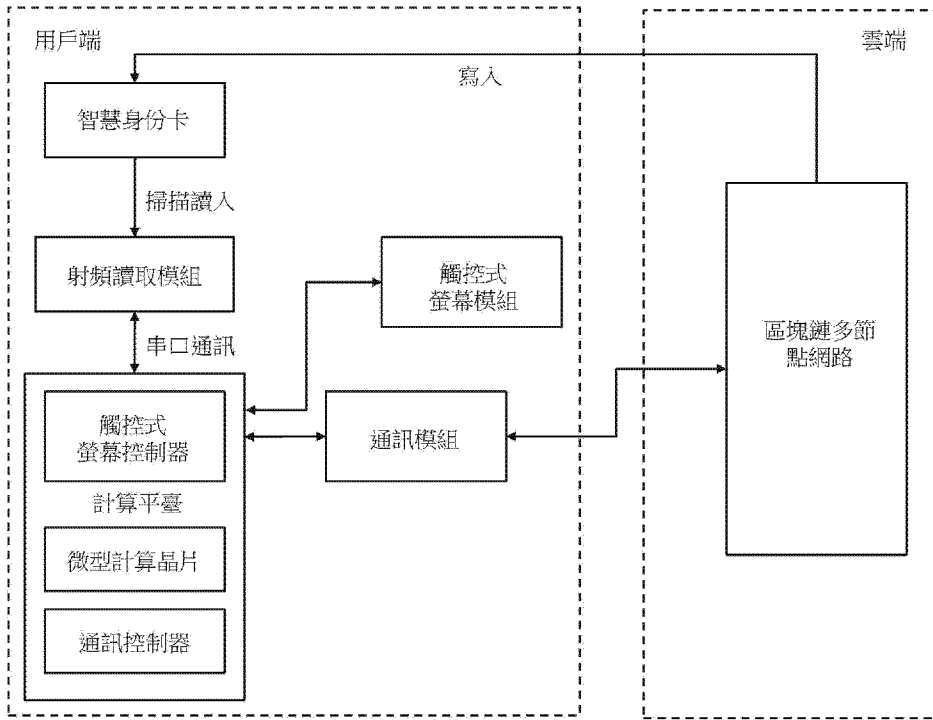 用戶端
雲端
寫入
智慧身份卡
掃描讀入
射頻讀取模組
觸控式
螢幕模組
串口通訊
區塊鏈多節
點網路
觸控式
螢幕控制器
通訊模組
計算平臺
微型計算晶片
通訊控制器